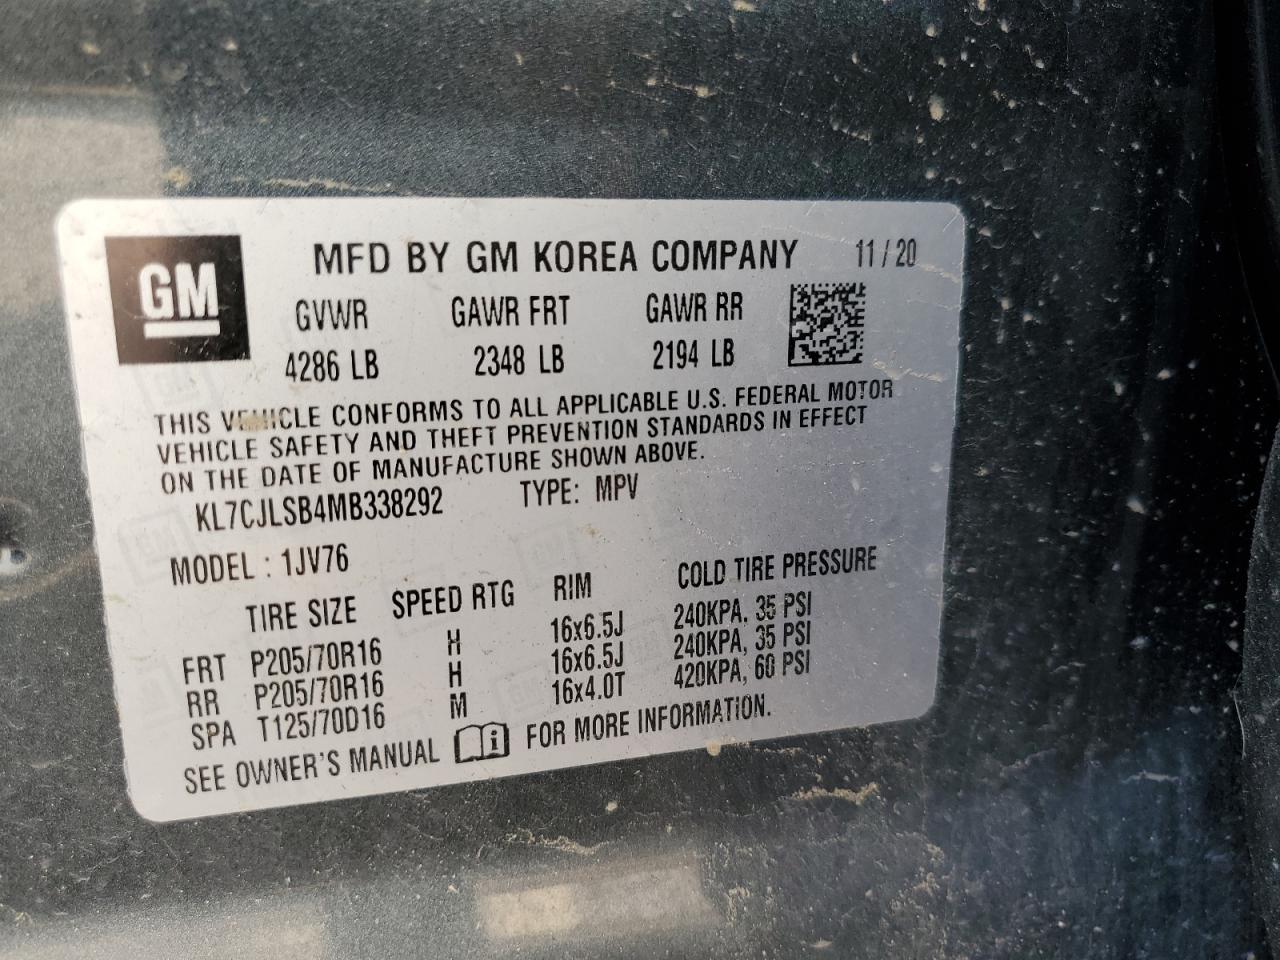 GM
MFD BY GM KOREA COMPANY 11 / 20
GVWR GAWR FRT GAWR RR
4286 LB 2348 LB 2194 LB
THIS VEHICLE CONFORMS TO ALL APPLICABLE U.S. FEDERAL MOTOR
VEHICLE SAFETY AND THEFT PREVENTION STANDARDS IN EFFECT
ON THE DATE OF MANUFACTURE SHOWN ABOVE.
KL7CJLSB4MB338292 TYPE: MPV
MODEL : 1JV76
TIRE SIZE SPEED RTG RIM COLD TIRE PRESSURE
FRT P205/70R16 H 16x6.5J 240KPA, 35 PSI
RR P205/70R16 H 16x6.5J 240KPA, 35 PSI
SPA T125/70D16 M 16x4.0T 420KPA, 60 PSI
SEE OWNER'S MANUAL i FOR MORE INFORMATION.